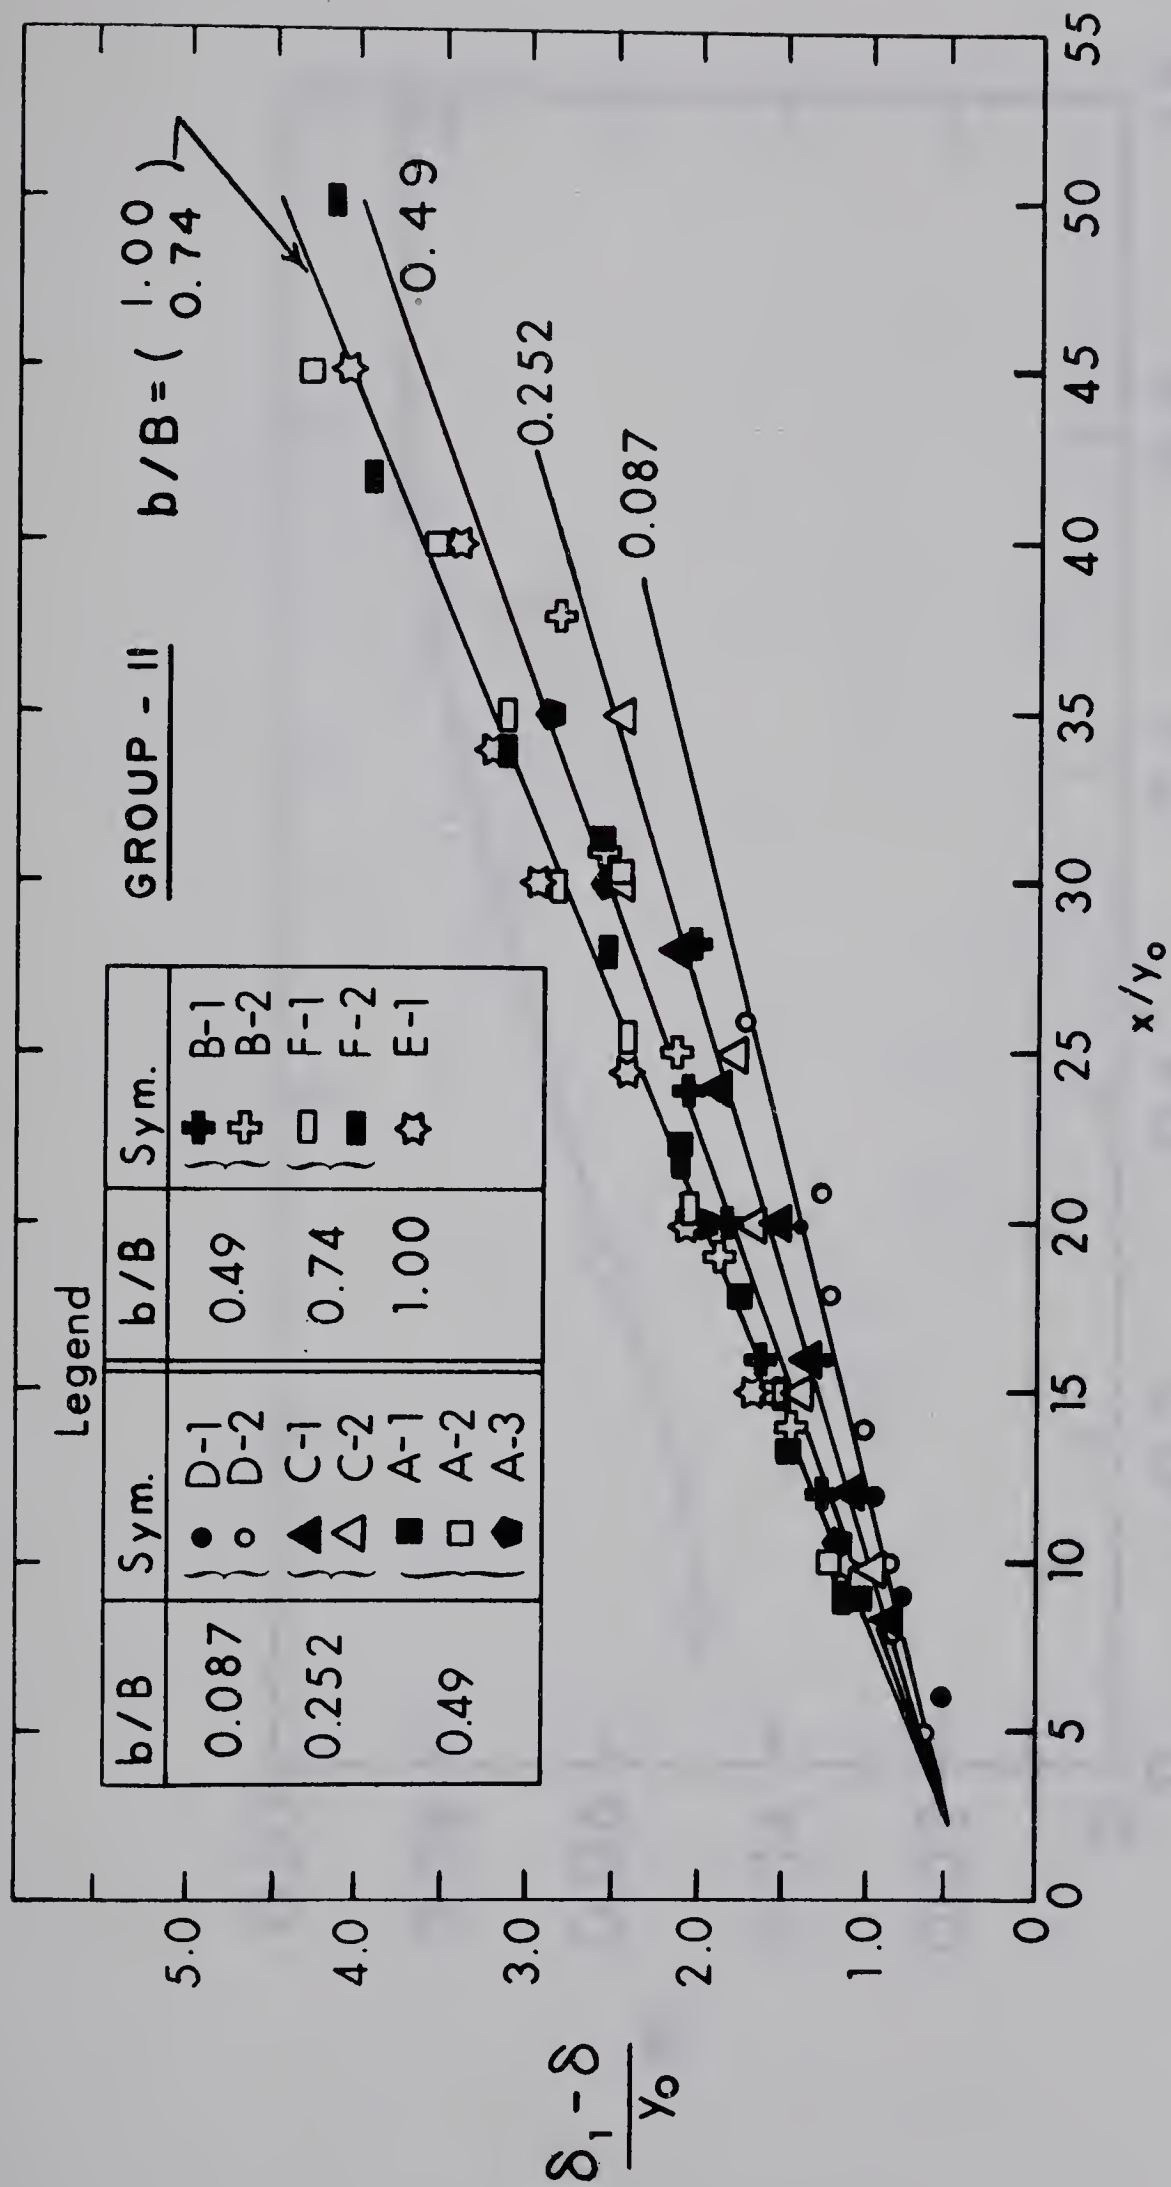 Legend
b/B Sym. b/B Sym.
0.087 D-1 0.49 B-1
D-2 B-2
0.252 C-1 0.74 F-1
C-2 F-2
0.49 A-1 1.00 E-1
A-2
A-3
GROUP - II
b/B = ( 1.00 )
0.74
0.49
0.252
0.087
5.0
4.0
3.0
2.0
1.0
0
δ₁ - δ
y₀
0 5 10 15 20 25 30 35 40 45 50 55
x/y₀